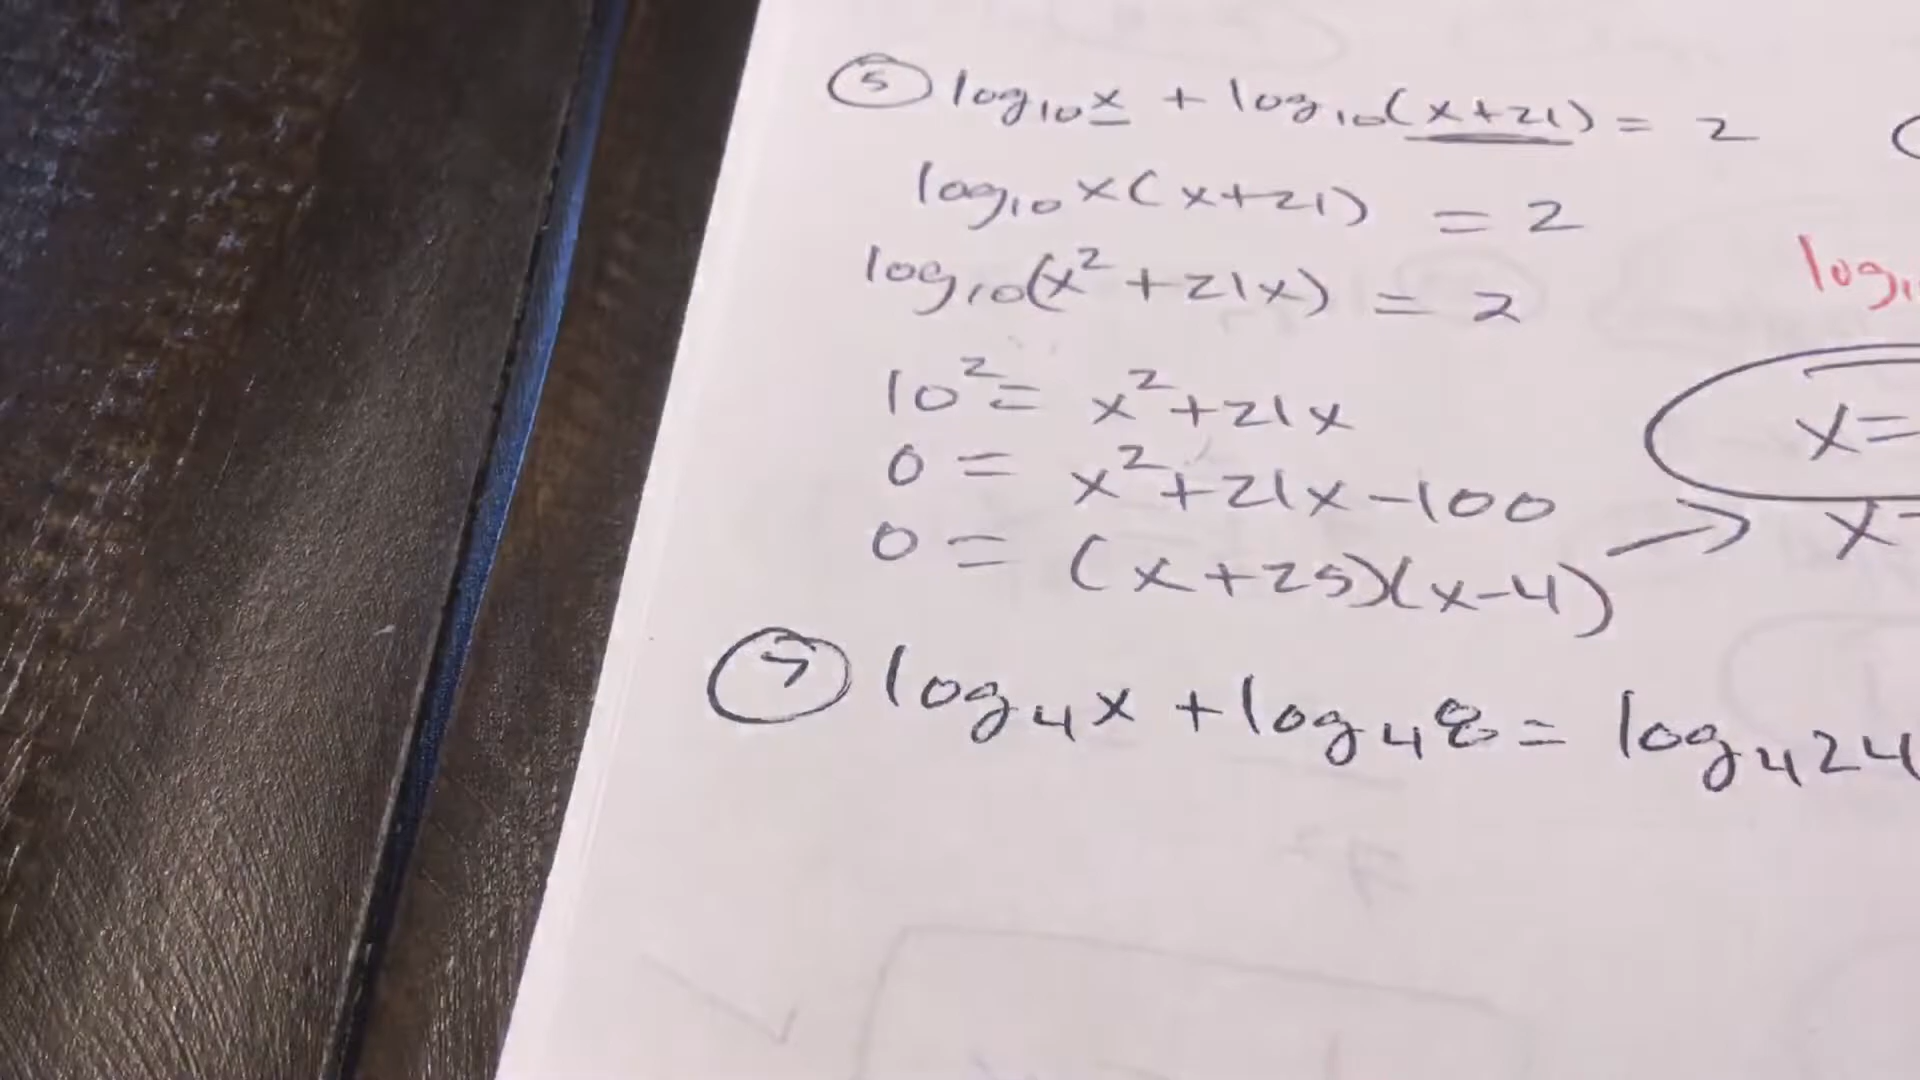 ⑤ log₁₀x + log₁₀(x+21) = 2
log₁₀x(x+21) = 2
log₁₀(x² + 21x) = 2
10² = x² + 21x
0 = x² + 21x - 100
0 = (x + 25)(x - 4) →
log₁
x =
x
⑦ log₄x + log₄8 = log₄24